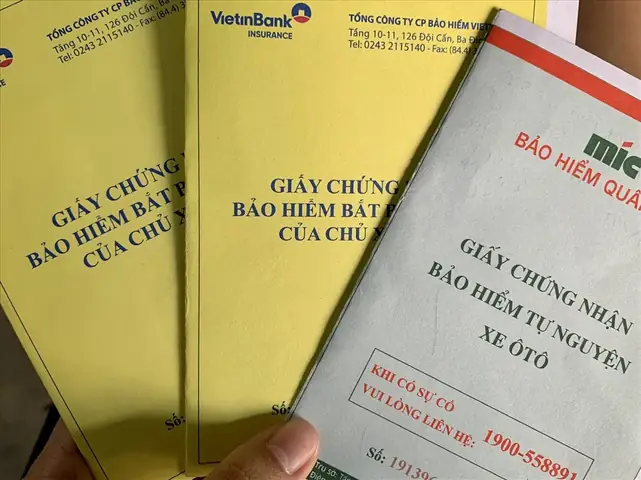 TỔNG CÔNG TY CP BẢO
Tầng 10-11, 126 Đội Cấn, Ba
Tel: 0243 2115140 - Fax: (84.4)
GIẤY CHỨNG
BẢO HIỂM BẮT
CỦA CHỦ
Số:
VietinBank
INSURANCE
TỔNG CÔNG TY CP BẢO HIỂM
Tầng 10-11, 126 Đội Cấn, Ba
Tel: 0243 2115140 - Fax: (84.4)
GIẤY CHỨNG
BẢO HIỂM BẮT
CỦA CHỦ
Số:
mic
BẢO HIỂM
GIẤY CHỨNG NHẬN
BẢO HIỂM TỰ NGUYỆN
XE ÔTÔ
KHI CÓ SỰ CỐ
VUI LÒNG LIÊN HỆ: 1900-558891
Số:
Trụ sở: